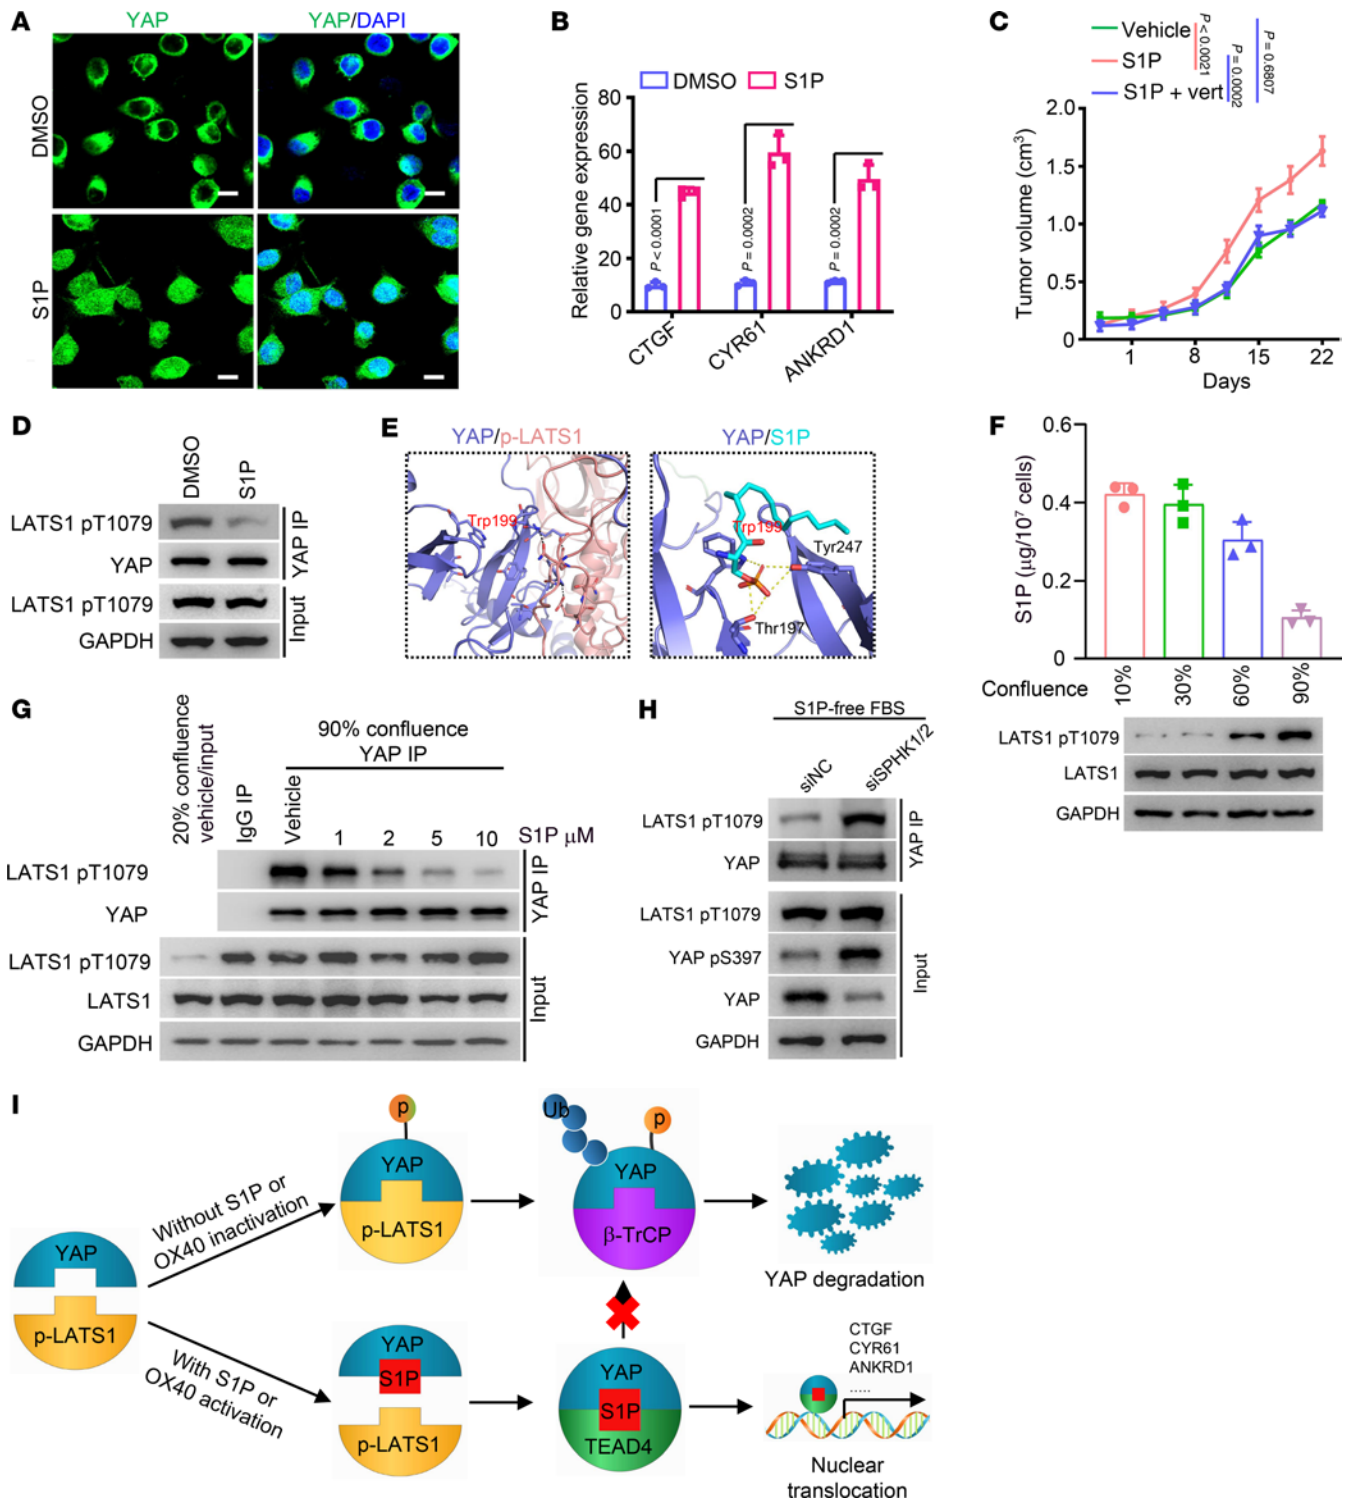 A
YAP
YAP/DAPI
DMSO
S1P
B
DMSO
S1P
Relative gene expression
80
60
40
20
0
P < 0.0001
P = 0.0002
P = 0.0002
CTGF
CYR61
ANKRD1
C
Vehicle
S1P
S1P + vert
P < 0.0021
P = 0.0002
P = 0.6807
Tumor volume (cm³)
2.0
1.5
1.0
0.5
0
1
8
15
22
Days
D
DMSO
S1P
LATS1 pT1079
YAP
YAP IP
LATS1 pT1079
GAPDH
Input
E
YAP/p-LATS1
Trp199
YAP/S1P
Trp199
Tyr247
Thr197
F
S1P (µg/10⁷ cells)
0.6
0.4
0.2
0
Confluence
10%
30%
60%
90%
LATS1 pT1079
LATS1
GAPDH
G
20% confluence
vehicle/input
IgG IP
90% confluence
YAP IP
Vehicle
1
2
5
10
S1P µM
LATS1 pT1079
YAP
YAP IP
LATS1 pT1079
LATS1
GAPDH
Input
H
S1P-free FBS
siNC
siSPHK1/2
LATS1 pT1079
YAP
YAP IP
LATS1 pT1079
YAP pS397
YAP
GAPDH
Input
I
YAP
p-LATS1
Without S1P or
OX40 inactivation
With S1P or
OX40 activation
p
YAP
p-LATS1
Ub
p
YAP
β-TrCP
YAP degradation
YAP
S1P
p-LATS1
YAP
S1P
TEAD4
CTGF
CYR61
ANKRD1
.....
Nuclear
translocation